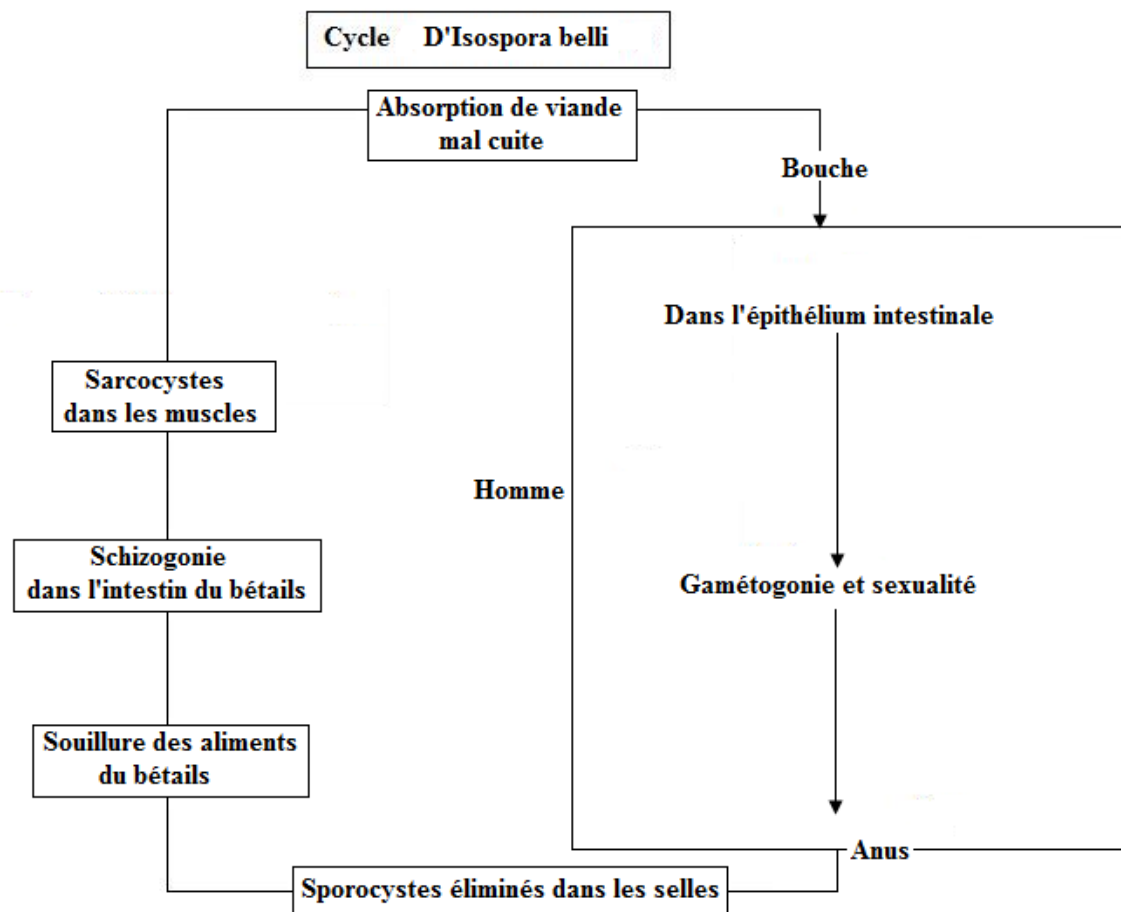 Cycle D'Isospora belli
Absorption de viande
mal cuite
Bouche
Dans l'épithélium intestinale
Sarcocystes
dans les muscles
Homme
Schizogonie
dans l'intestin du bétails
Gamétogonie et sexualité
Souillure des aliments
du bétails
Anus
Sporocystes éliminés dans les selles